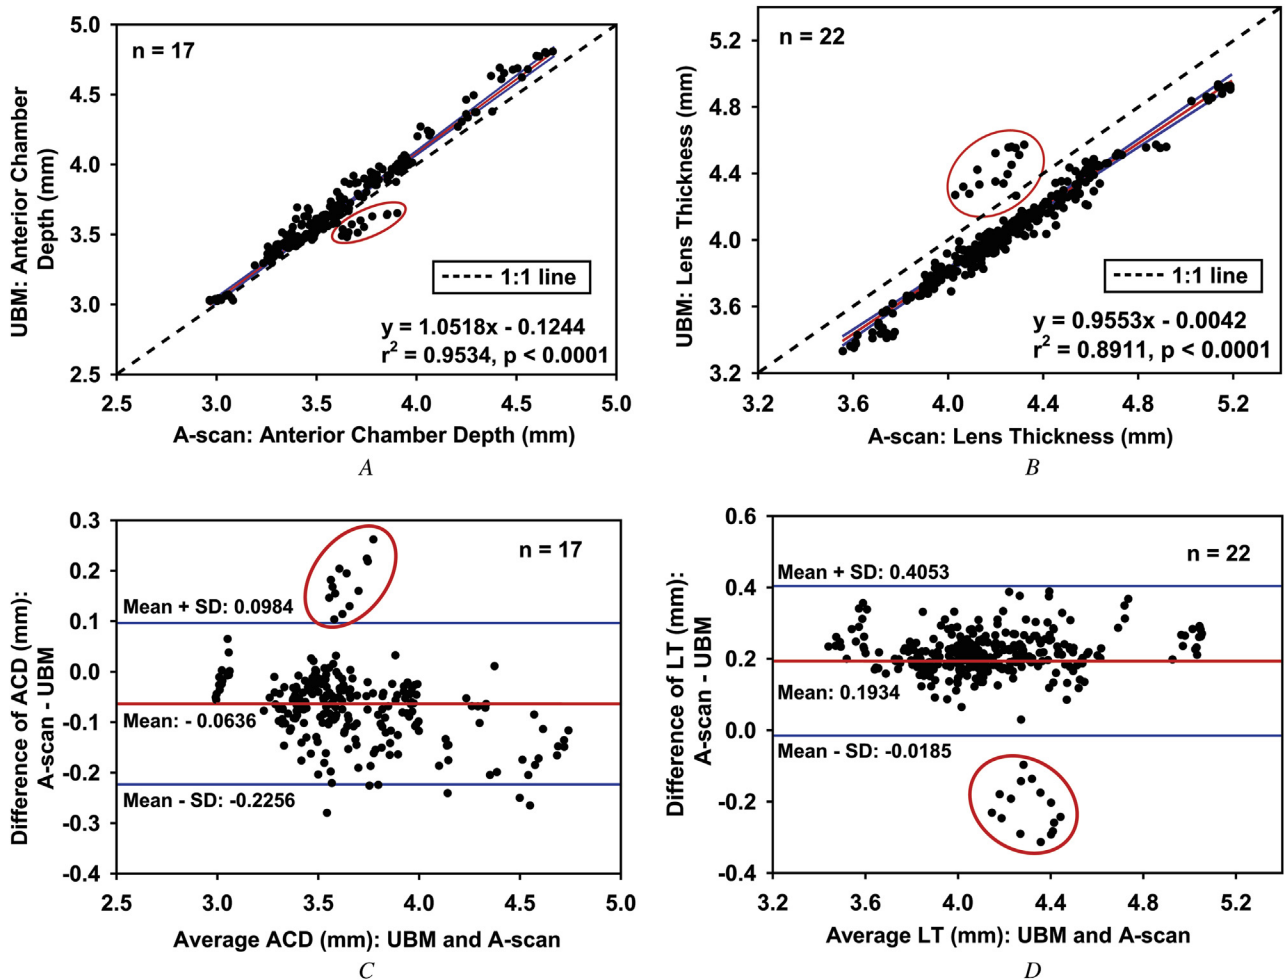 n = 17
5.0
4.5
4.0
3.5
3.0
2.5
UBM: Anterior Chamber
Depth (mm)
1:1 line
y = 1.0518x - 0.1244
r² = 0.9534, p < 0.0001
2.5 3.0 3.5 4.0 4.5 5.0
A-scan: Anterior Chamber Depth (mm)
A
n = 22
5.2
4.8
4.4
4.0
3.6
3.2
UBM: Lens Thickness (mm)
1:1 line
y = 0.9553x - 0.0042
r² = 0.8911, p < 0.0001
3.2 3.6 4.0 4.4 4.8 5.2
A-scan: Lens Thickness (mm)
B
n = 17
0.3
0.2
0.1
0.0
-0.1
-0.2
-0.3
-0.4
Difference of ACD (mm):
A-scan - UBM
Mean + SD: 0.0984
Mean: - 0.0636
Mean - SD: -0.2256
2.5 3.0 3.5 4.0 4.5 5.0
Average ACD (mm): UBM and A-scan
C
n = 22
0.6
0.4
0.2
0.0
-0.2
-0.4
Difference of LT (mm):
A-scan - UBM
Mean + SD: 0.4053
Mean: 0.1934
Mean - SD: -0.0185
3.2 3.6 4.0 4.4 4.8 5.2
Average LT (mm): UBM and A-scan
D